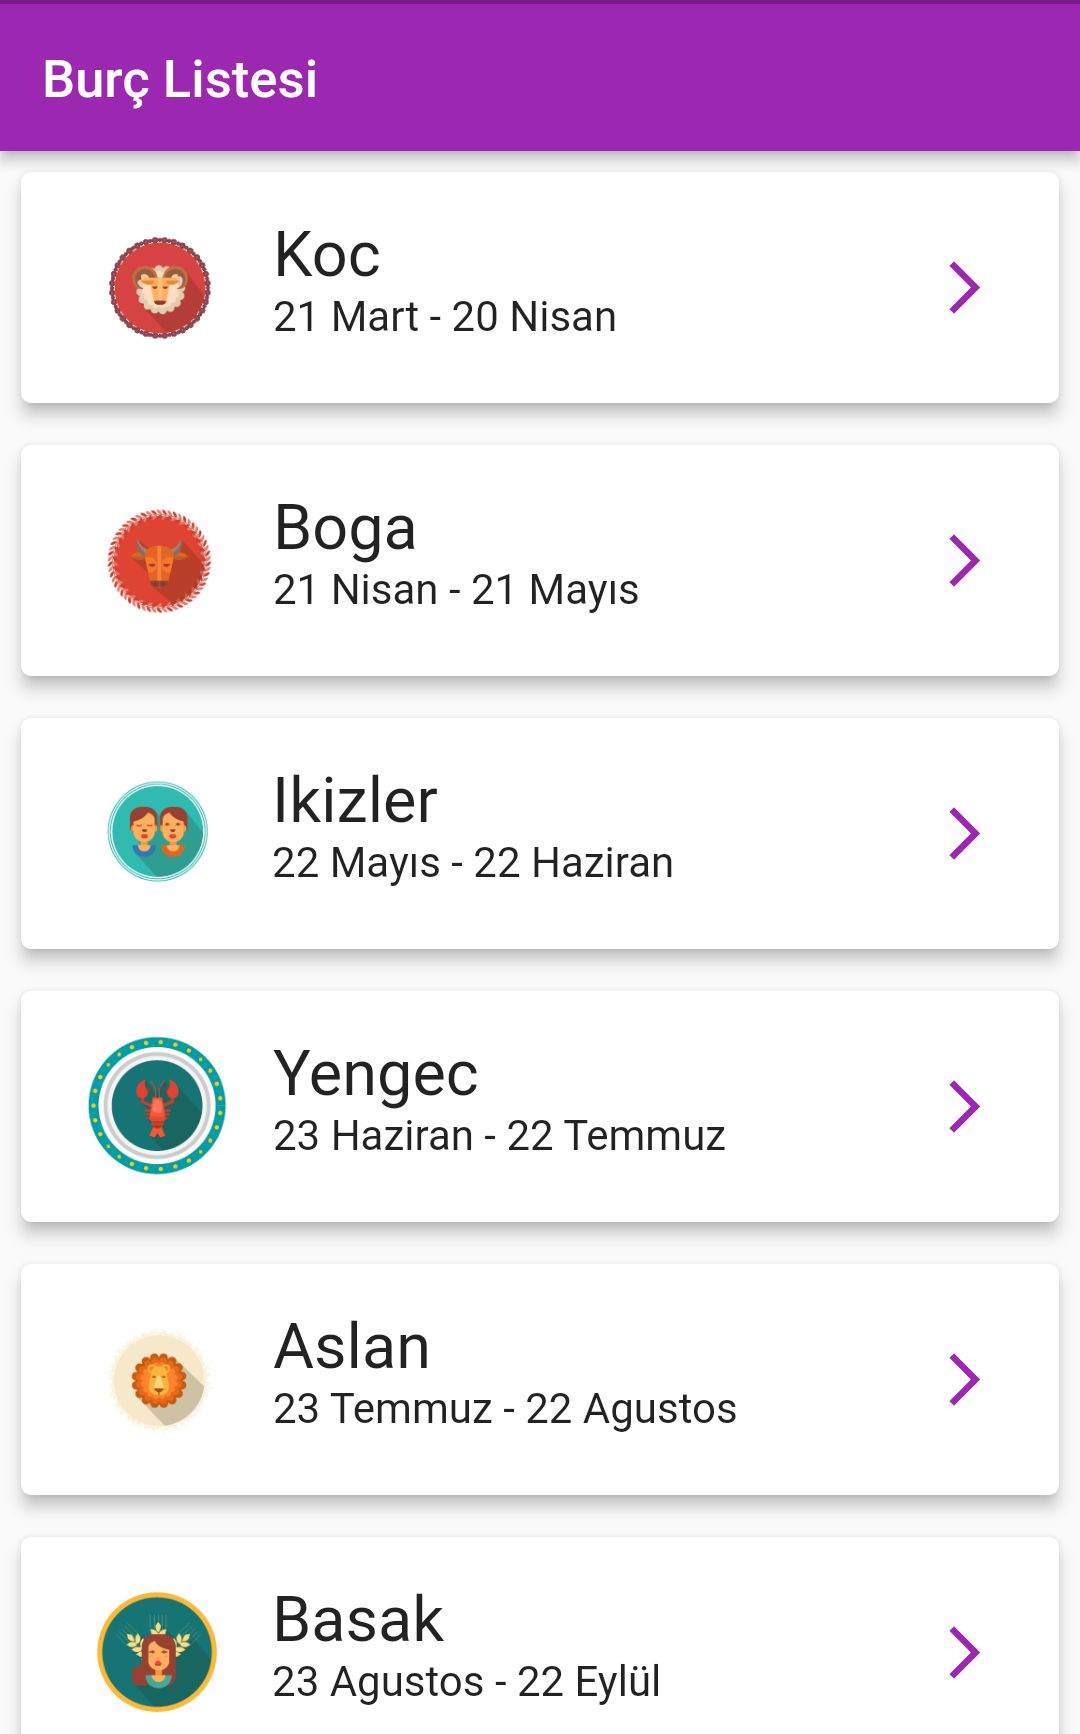 Burç Listesi
Koc
21 Mart - 20 Nisan
Boga
21 Nisan - 21 Mayıs
Ikizler
22 Mayıs - 22 Haziran
Yengec
23 Haziran - 22 Temmuz
Aslan
23 Temmuz - 22 Agustos
Basak
23 Agustos - 22 Eylül